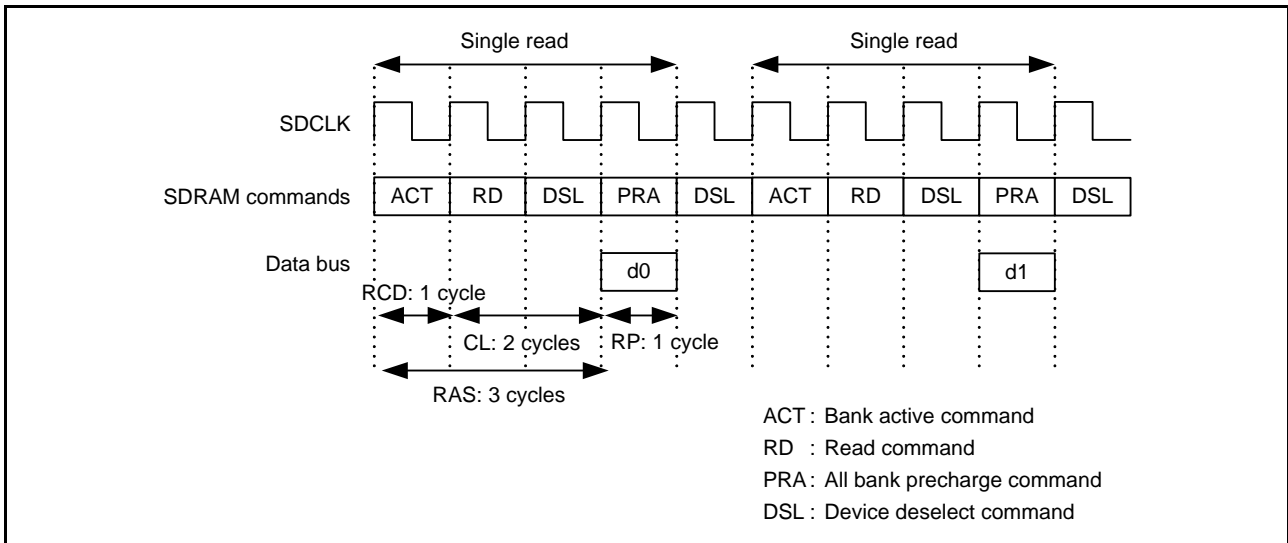 Single read Single read
SDCLK
SDRAM commands ACT RD DSL PRA DSL ACT RD DSL PRA DSL
Data bus d0 d1
RCD: 1 cycle
CL: 2 cycles RP: 1 cycle
RAS: 3 cycles
ACT : Bank active command
RD : Read command
PRA : All bank precharge command
DSL : Device deselect command